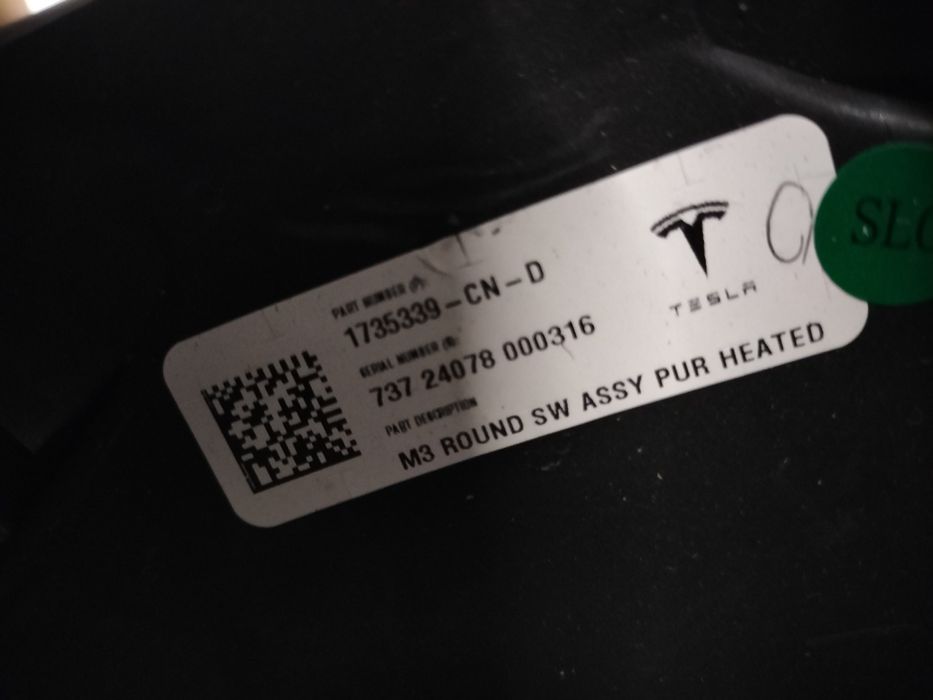 PART NUMBER (P):
1735339-CN-D
SERIAL NUMBER (S):
737 24078 000316
PART DESCRIPTION
M3 ROUND SW ASSY PUR HEATED
TESLA